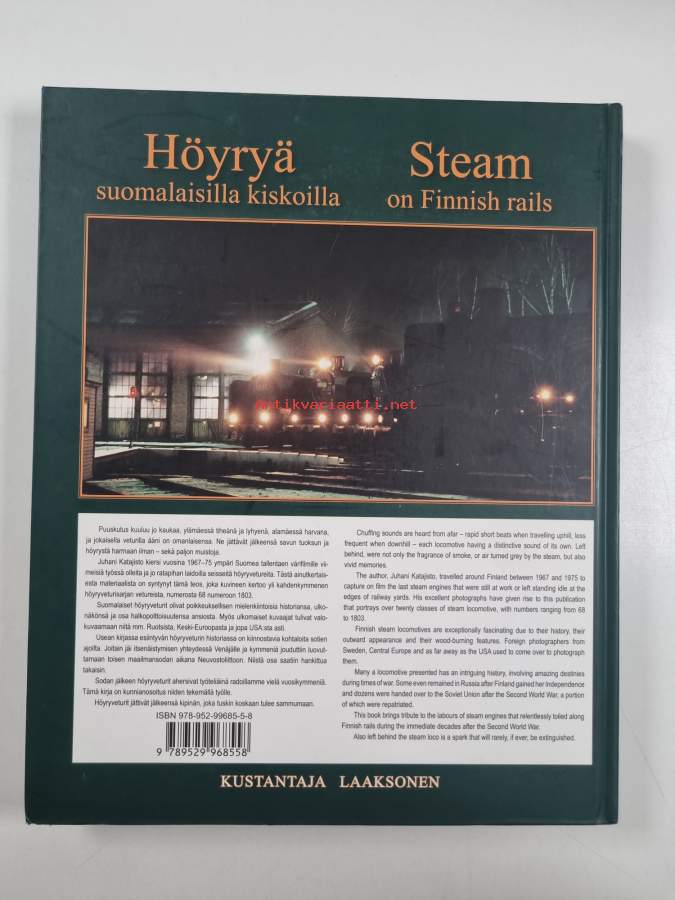 Höyryä
suomalaisilla kiskoilla
Steam
on Finnish rails
antikvariaatti.net
Puuskutus kuuluu jo kaukaa, ylämäessä tiheänä ja lyhyenä, alamäessä harvana,
ja jokaisella veturilla ääni on omanlaisensa. Ne jättävät jälkeensä savun tuoksun ja
höyrystä harmaan ilman – sekä paljon muistoja.
Juhani Katajisto kiersi vuosina 1967–75 ympäri Suomea tallentaen värifilmille vii-
meisiä työssä olleita ja jo ratapihan laidoilla seisseitä höyryvetureita. Tästä ainutkertai-
sesta materiaalista on syntynyt tämä teos, joka kuvineen kertoo yli kahdenkymmenen
höyryveturisarjan vetureista, numerosta 68 numeroon 1803.
Suomalaiset höyryveturit olivat poikkeuksellisen mielenkiintoisia historiansa, ulko-
näkönsä ja osa halkopolttoisuutensa ansiosta. Myös ulkomaiset kuvaajat tulivat valo-
kuvaamaan niitä mm. Ruotsista, Keski-Euroopasta ja jopa USA:sta asti.
Usean kirjassa esiintyvän höyryveturin historiassa on kiinnostavia kohtaloita sotien
ajoilta. Joitain jäi itsenäistymisen yhteydessä Venäjälle ja kymmeniä jouduttiin luovut-
tamaan toisen maailmansodan aikana Neuvostoliittoon. Niistä osa saatiin hankittua
takaisin.
Sodan jälkeen höyryveturit ahersivat työteliäinä radoillamme vielä vuosikymmeniä.
Tämä kirja on kunnianosoitus niiden tekemällä työlle.
Höyryveturit jättivät jälkeensä kipinän, joka tuskin koskaan tulee sammumaan.
ISBN 978-952-99685-5-8
9 789529 968558
Chuffing sounds are heard from afar – rapid short beats when travelling uphill, less
frequent when downhill – each locomotive having a distinctive sound of its own. Left
behind, were not only the fragrance of smoke, or air turned grey by the steam, but also
vivid memories.
The author, Juhani Katajisto, travelled around Finland between 1967 and 1975 to
capture on film the last steam engines that were still at work or left standing idle at the
edges of railway yards. His excellent photographs have given rise to this publication
that portrays over twenty classes of steam locomotive, with numbers ranging from 68
to 1803.
Finnish steam locomotives are exceptionally fascinating due to their history, their
outward appearance and their wood-burning features. Foreign photographers from
Sweden, Central Europe and as far away as the USA used to come to photograph
them.
Many a locomotive presented has an intriguing history, involving amazing destinies
during times of war. Some even remained in Russia after Finland gained her Independence
and dozens were handed over to the Soviet Union after the Second World War, a portion
of which were repatriated.
This book brings tribute to the labours of steam engines that relentlessly toiled along
Finnish rails during the immediate decades after the Second World War.
Also left behind the steam loco is a spark that will rarely, if ever, be extinguished.
KUSTANTAJA LAAKSONEN